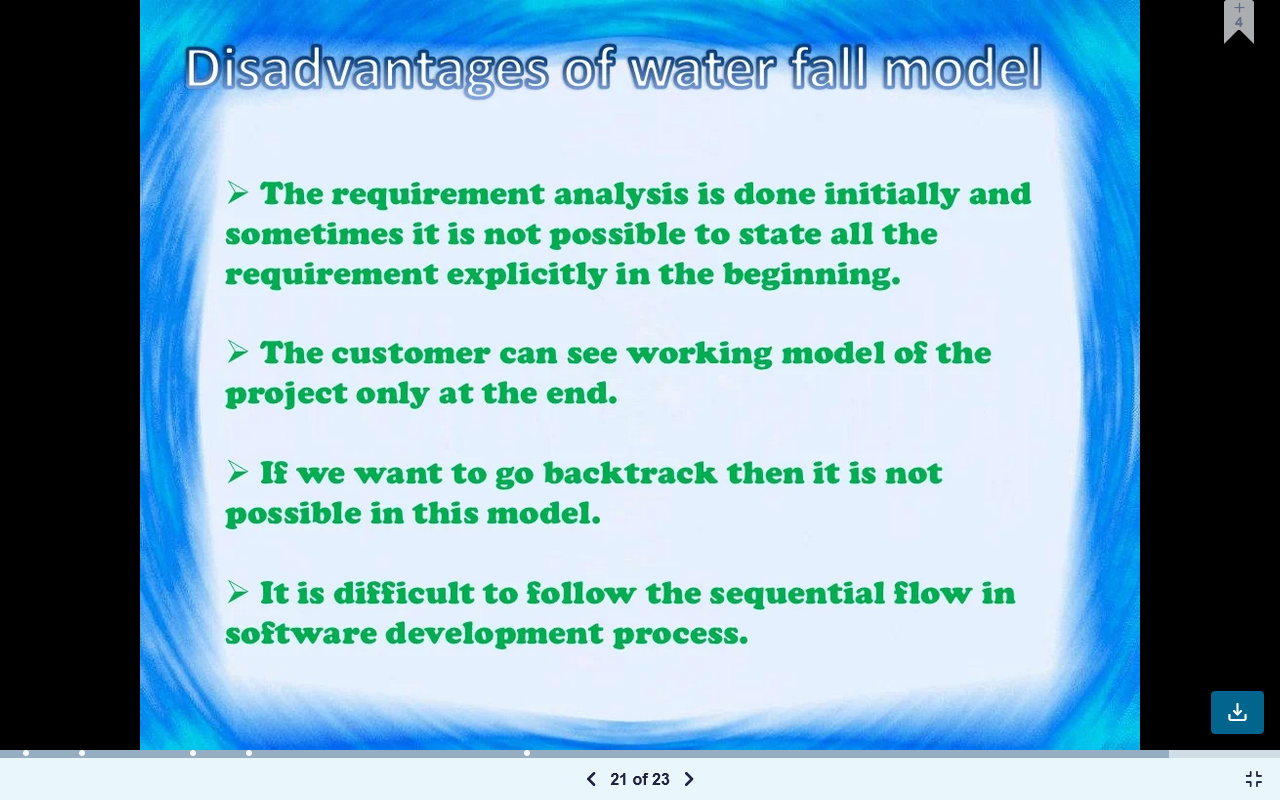 +
4
Disadvantages of water fall model
➢ The requirement analysis is done initially and
sometimes it is not possible to state all the
requirement explicitly in the beginning.
➢ The customer can see working model of the
project only at the end.
➢ If we want to go backtrack then it is not
possible in this model.
➢ It is difficult to follow the sequential flow in
software development process.
21 of 23